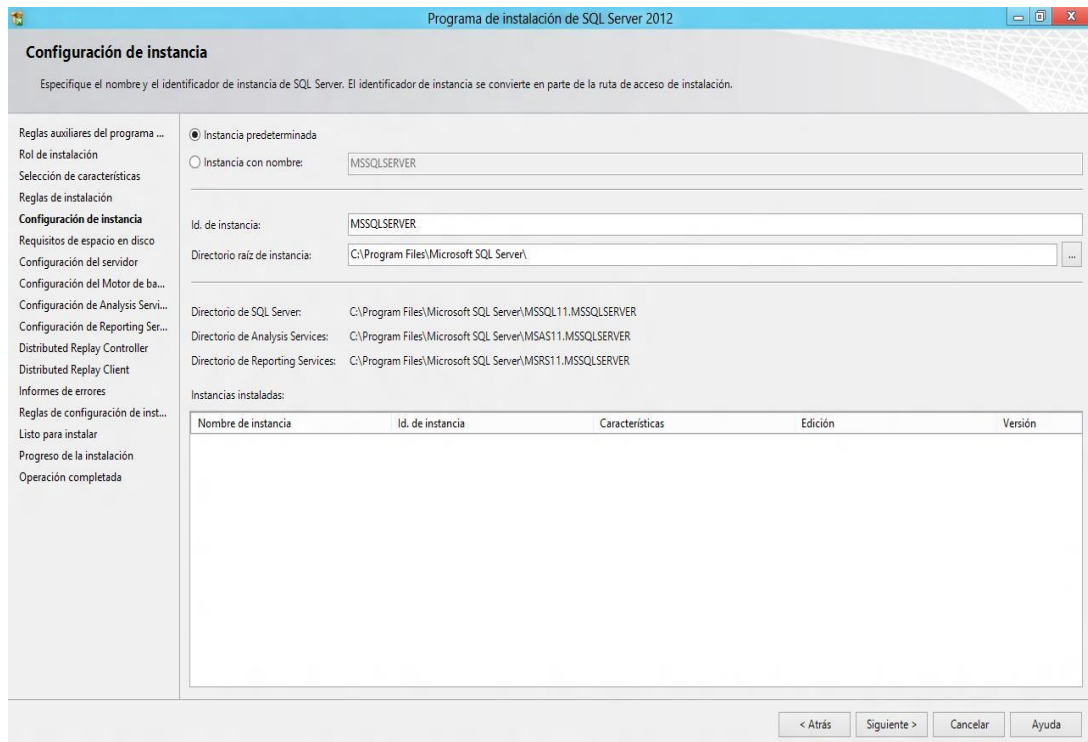 Programa de instalación de SQL Server 2012
Configuración de instancia
Especifique el nombre y el identificador de instancia de SQL Server. El identificador de instancia se convierte en parte de la ruta de acceso de instalación.
Reglas auxiliares del programa ...
Rol de instalación
Selección de características
Reglas de instalación
Configuración de instancia
Requisitos de espacio en disco
Configuración del servidor
Configuración del Motor de ba...
Configuración de Analysis Servi...
Configuración de Reporting Ser...
Distributed Replay Controller
Distributed Replay Client
Informes de errores
Reglas de configuración de inst...
Listo para instalar
Progreso de la instalación
Operación completada
Instancia predeterminada
Instancia con nombre: MSSQLSERVER
Id. de instancia: MSSQLSERVER
Directorio raíz de instancia: C:\Program Files\Microsoft SQL Server\ ...
Directorio de SQL Server: C:\Program Files\Microsoft SQL Server\MSSQL11.MSSQLSERVER
Directorio de Analysis Services: C:\Program Files\Microsoft SQL Server\MSAS11.MSSQLSERVER
Directorio de Reporting Services: C:\Program Files\Microsoft SQL Server\MSRS11.MSSQLSERVER
Instancias instaladas:
Nombre de instancia Id. de instancia Características Edición Versión
< Atrás Siguiente > Cancelar Ayuda